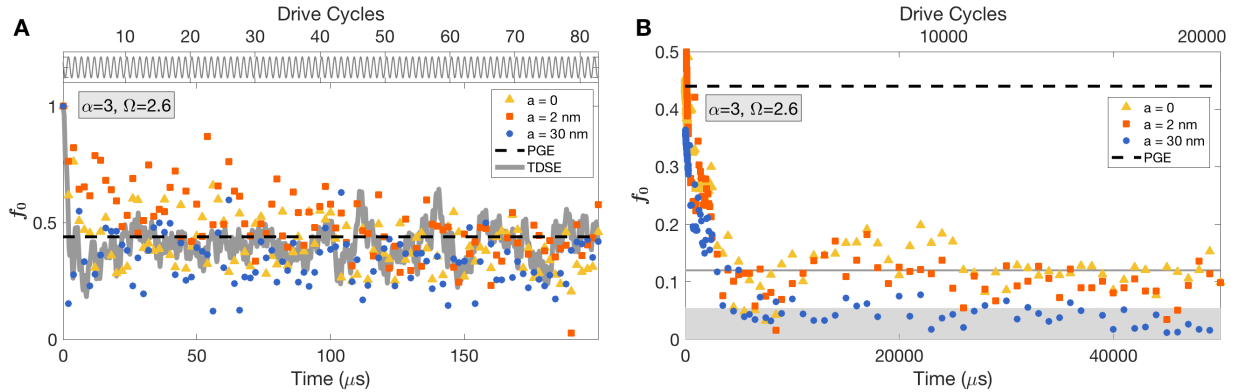 A
Drive Cycles
10 20 30 40 50 60 70 80
α=3, Ω=2.6
a = 0
a = 2 nm
a = 30 nm
PGE
TDSE
1
0.5
0
f₀
0 50 100 150
Time (μs)
B
Drive Cycles
10000 20000
0.5
0.4
0.3
0.2
0.1
0
f₀
α=3, Ω=2.6
a = 0
a = 2 nm
a = 30 nm
PGE
0 20000 40000
Time (μs)